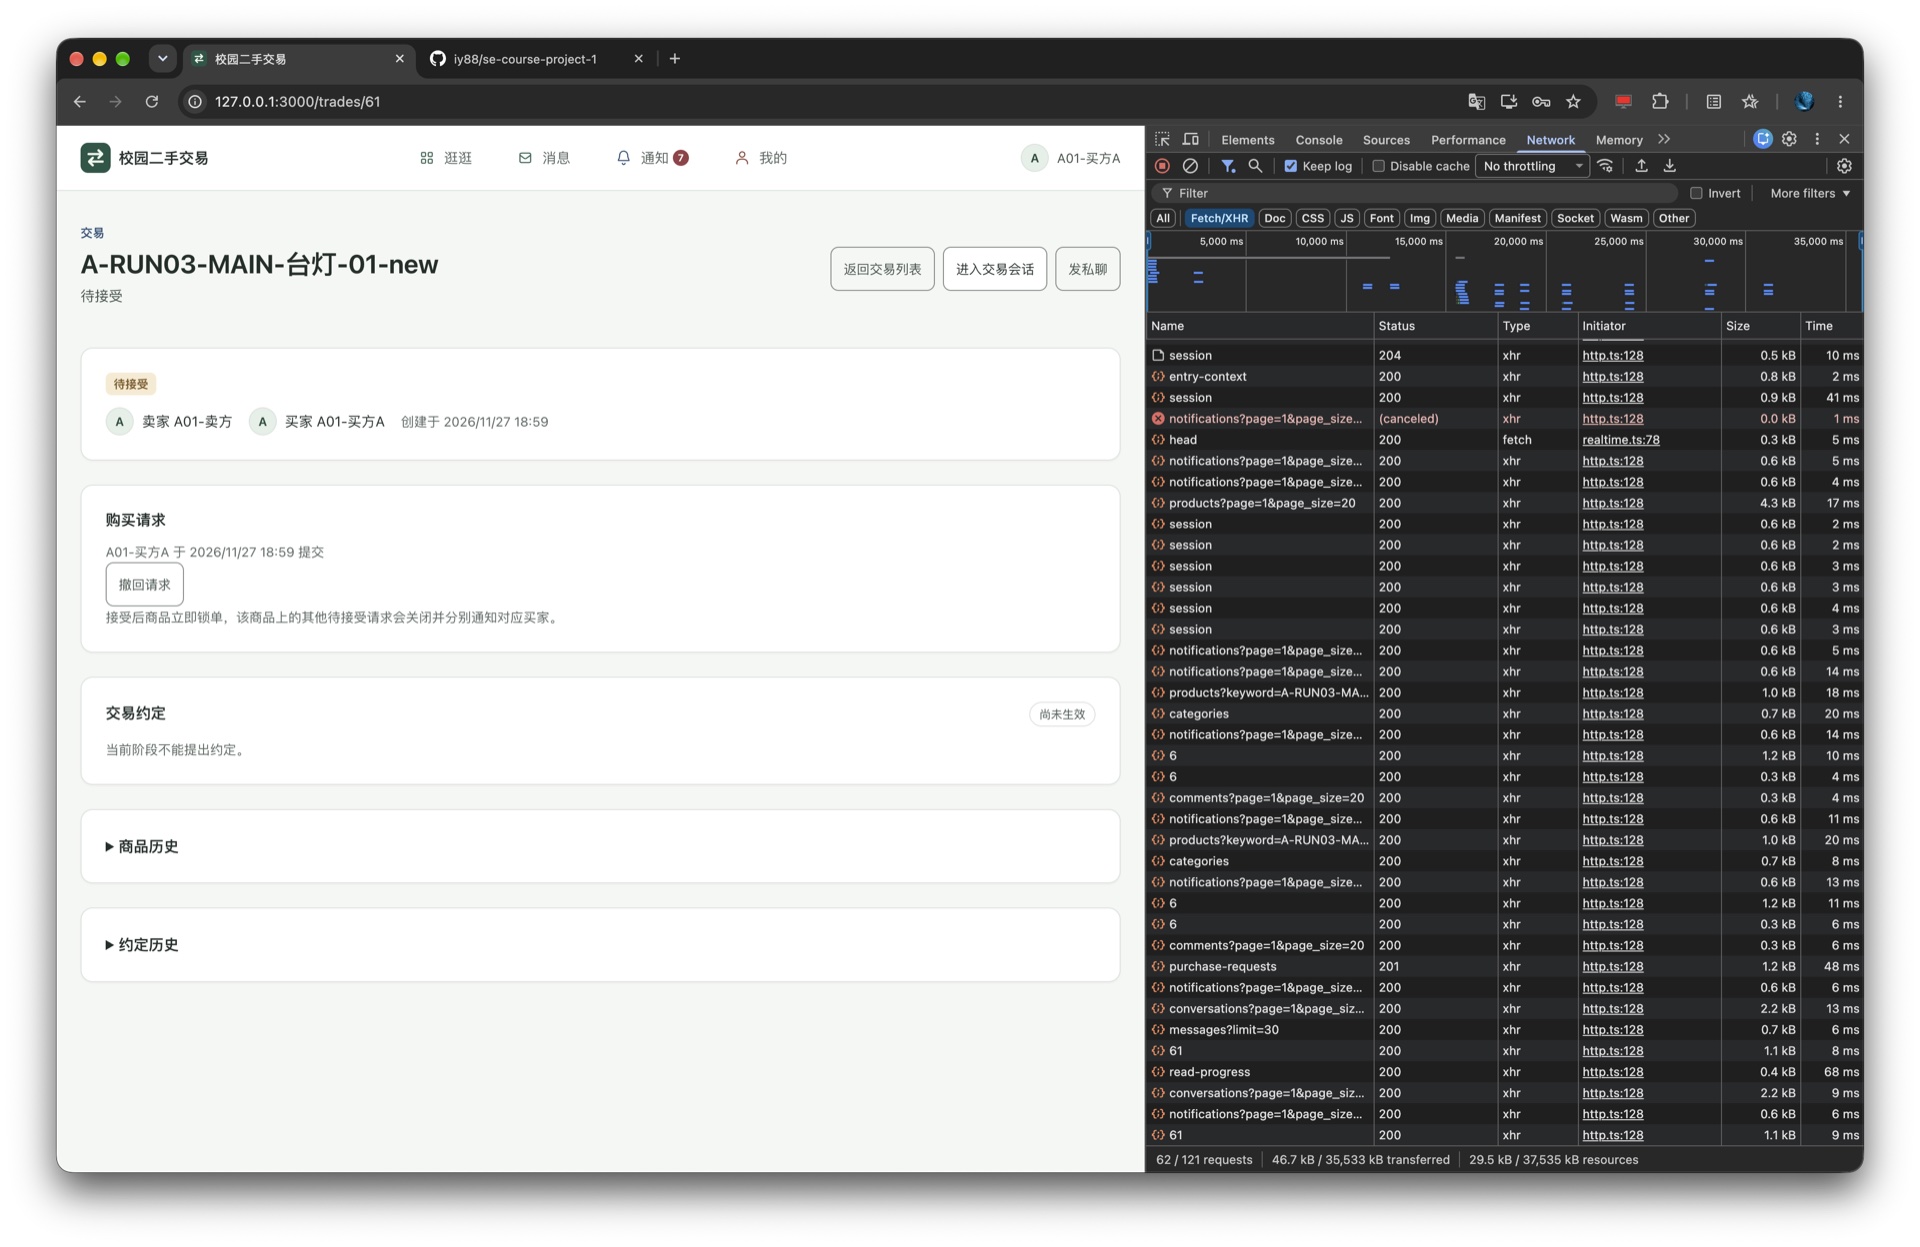 校园二手交易
iy88/se-course-project-1
127.0.0.1:3000/trades/61
校园二手交易
逛逛
消息
通知 7
我的
A A01-买方A
交易
A-RUN03-MAIN-台灯-01-new
待接受
返回交易列表
进入交易会话
发私聊
待接受
A 卖家 A01-卖方 A 买家 A01-买方A 创建于 2026/11/27 18:59
购买请求
A01-买方A 于 2026/11/27 18:59 提交
撤回请求
接受后商品立即锁单，该商品上的其他待接受请求会关闭并分别通知对应买家。
交易约定
尚未生效
当前阶段不能提出约定。
商品历史
约定历史
Elements Console Sources Performance Network Memory
Keep log Disable cache No throttling
Filter Invert More filters
All Fetch/XHR Doc CSS JS Font Img Media Manifest Socket Wasm Other
5,000 ms 10,000 ms 15,000 ms 20,000 ms 25,000 ms 30,000 ms 35,000 ms
Name Status Type Initiator Size Time
session 204 xhr http.ts:128 0.5 kB 10 ms
entry-context 200 xhr http.ts:128 0.8 kB 2 ms
session 200 xhr http.ts:128 0.9 kB 41 ms
notifications?page=1&page_size... (canceled) xhr http.ts:128 0.0 kB 1 ms
head 200 fetch realtime.ts:78 0.3 kB 5 ms
notifications?page=1&page_size... 200 xhr http.ts:128 0.6 kB 5 ms
notifications?page=1&page_size... 200 xhr http.ts:128 0.6 kB 4 ms
products?page=1&page_size=20 200 xhr http.ts:128 4.3 kB 17 ms
session 200 xhr http.ts:128 0.6 kB 2 ms
session 200 xhr http.ts:128 0.6 kB 2 ms
session 200 xhr http.ts:128 0.6 kB 3 ms
session 200 xhr http.ts:128 0.6 kB 3 ms
session 200 xhr http.ts:128 0.6 kB 4 ms
session 200 xhr http.ts:128 0.6 kB 3 ms
notifications?page=1&page_size... 200 xhr http.ts:128 0.6 kB 5 ms
notifications?page=1&page_size... 200 xhr http.ts:128 0.6 kB 14 ms
products?keyword=A-RUN03-MA... 200 xhr http.ts:128 1.0 kB 18 ms
categories 200 xhr http.ts:128 0.7 kB 20 ms
notifications?page=1&page_size... 200 xhr http.ts:128 0.6 kB 14 ms
6 200 xhr http.ts:128 1.2 kB 10 ms
6 200 xhr http.ts:128 0.3 kB 4 ms
comments?page=1&page_size=20 200 xhr http.ts:128 0.3 kB 4 ms
notifications?page=1&page_size... 200 xhr http.ts:128 0.6 kB 11 ms
products?keyword=A-RUN03-MA... 200 xhr http.ts:128 1.0 kB 20 ms
categories 200 xhr http.ts:128 0.7 kB 8 ms
notifications?page=1&page_size... 200 xhr http.ts:128 0.6 kB 13 ms
6 200 xhr http.ts:128 1.2 kB 11 ms
6 200 xhr http.ts:128 0.3 kB 6 ms
comments?page=1&page_size=20 200 xhr http.ts:128 0.3 kB 6 ms
purchase-requests 201 xhr http.ts:128 1.2 kB 48 ms
notifications?page=1&page_size... 200 xhr http.ts:128 0.6 kB 6 ms
conversations?page=1&page_siz... 200 xhr http.ts:128 2.2 kB 13 ms
messages?limit=30 200 xhr http.ts:128 0.7 kB 6 ms
61 200 xhr http.ts:128 1.1 kB 8 ms
read-progress 200 xhr http.ts:128 0.4 kB 68 ms
conversations?page=1&page_siz... 200 xhr http.ts:128 2.2 kB 9 ms
notifications?page=1&page_size... 200 xhr http.ts:128 0.6 kB 6 ms
61 200 xhr http.ts:128 1.1 kB 9 ms
62 / 121 requests 46.7 kB / 35,533 kB transferred 29.5 kB / 37,535 kB resources